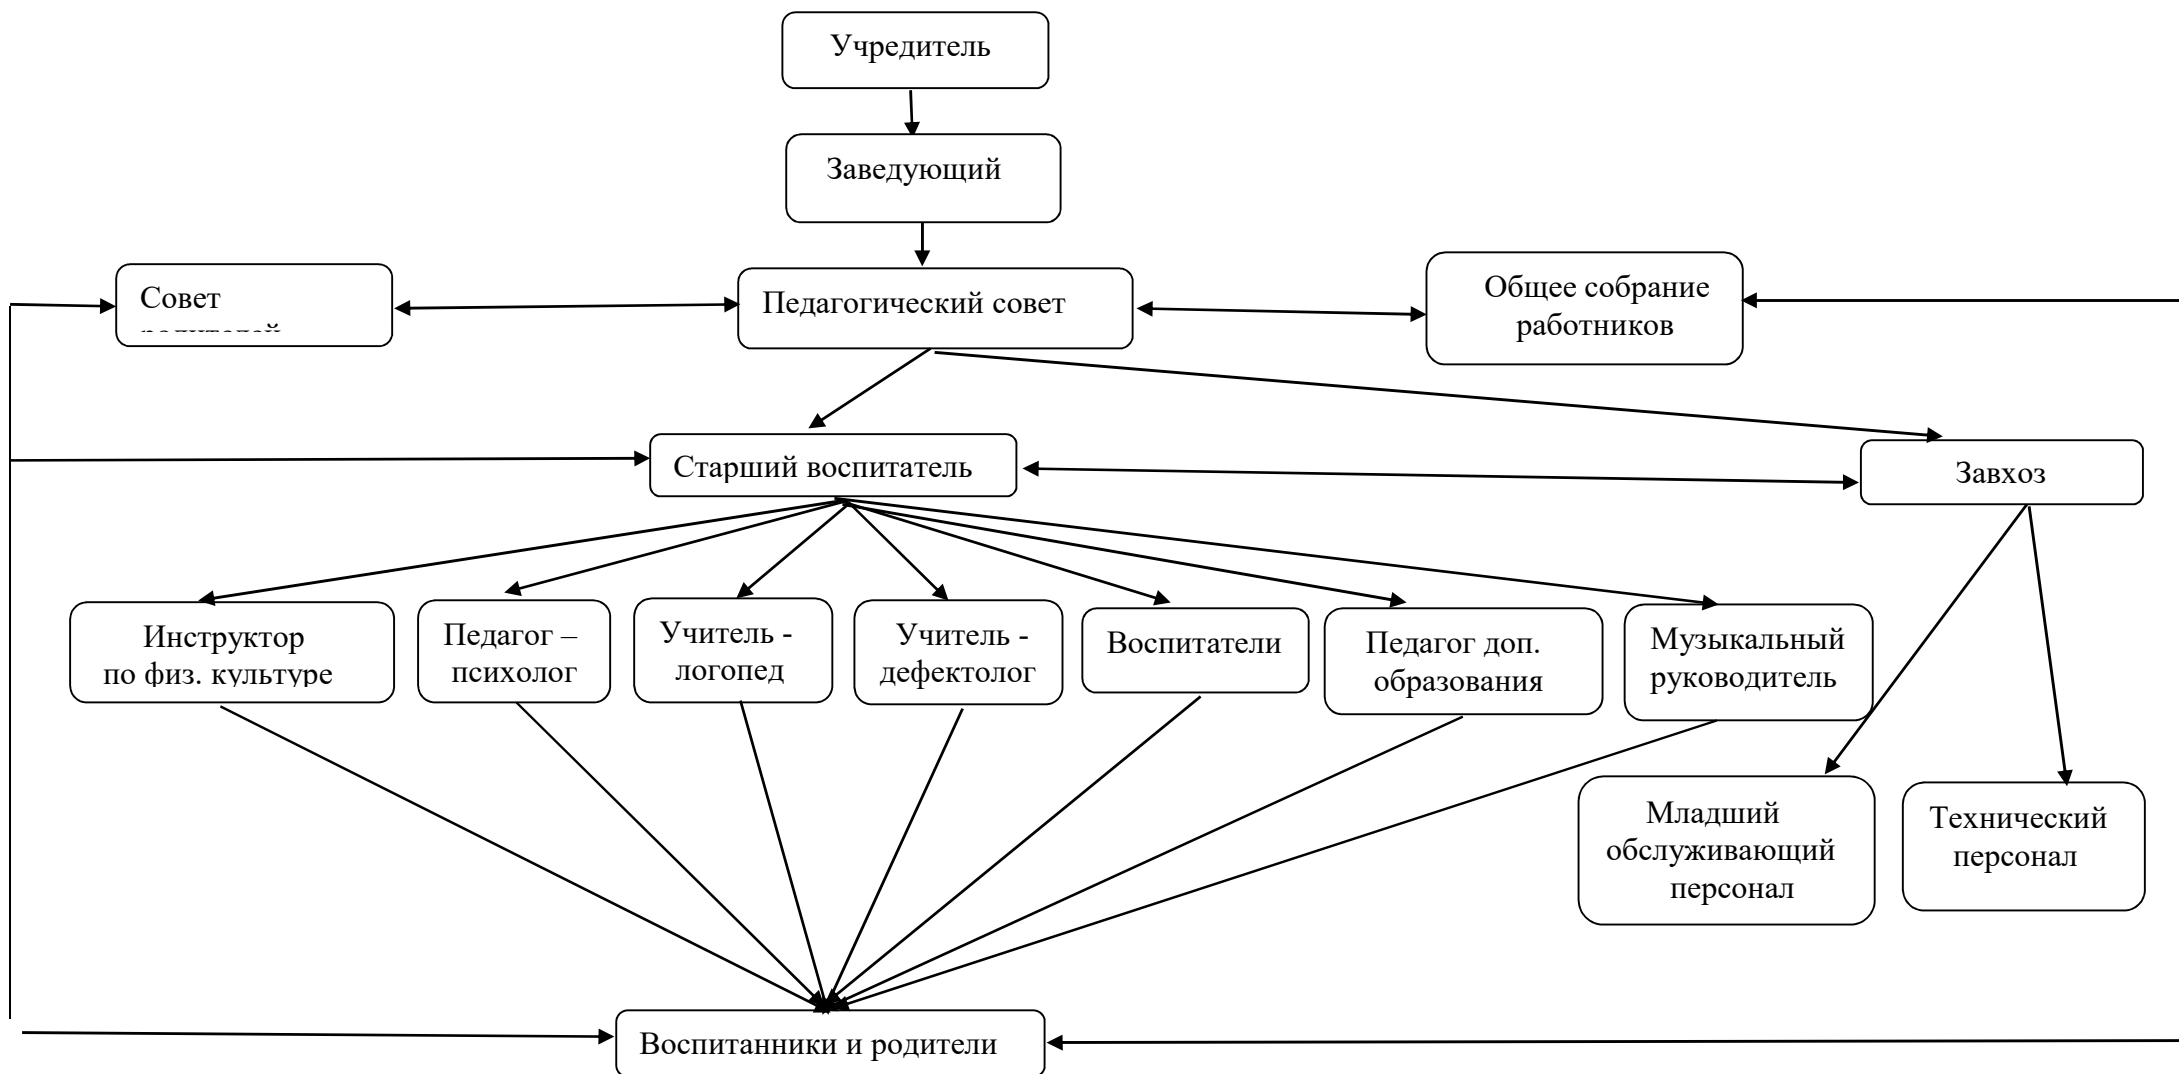 Учредитель
Заведующий
Совет
Педагогический совет
Общее собрание
работников
Старший воспитатель
Завхоз
Инструктор
по физ. культуре
Педагог –
психолог
Учитель -
логопед
Учитель -
дефектолог
Воспитатели
Педагог доп.
образования
Музыкальный
руководитель
Младший
обслуживающий
персонал
Технический
персонал
Воспитанники и родители